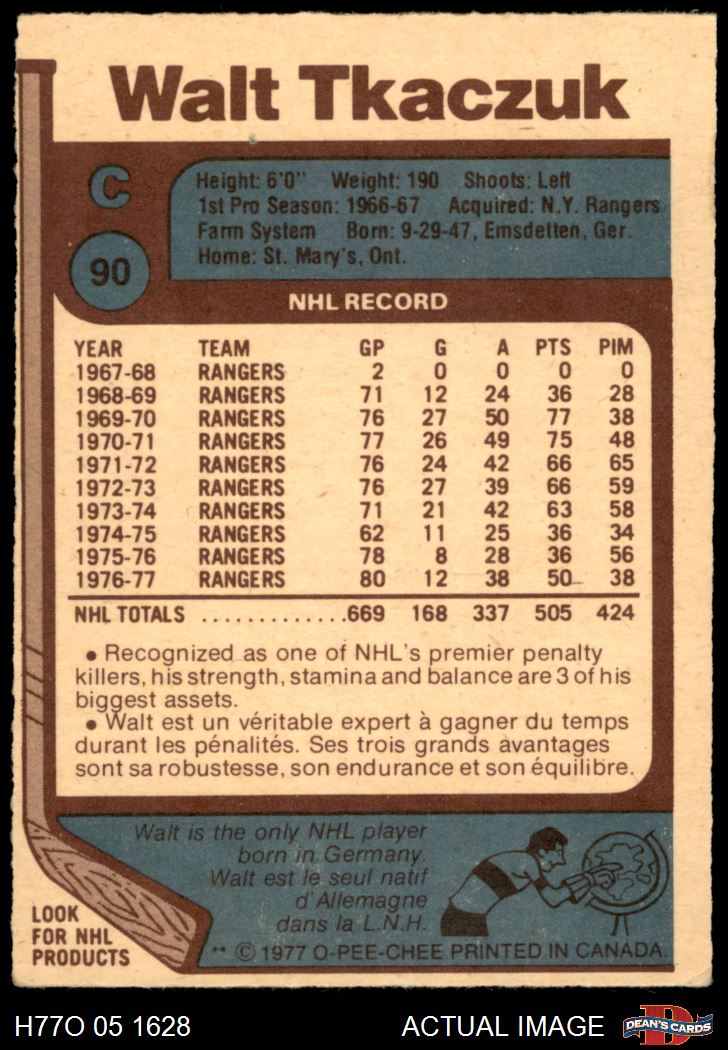 Walt Tkaczuk
C
90
Height: 6'0" Weight: 190 Shoots: Left
1st Pro Season: 1966-67 Acquired: N.Y. Rangers
Farm System Born: 9-29-47, Emsdetten, Ger.
Home: St. Mary's, Ont.
NHL RECORD
YEAR TEAM GP G A PTS PIM
1967-68 RANGERS 2 0 0 0 0
1968-69 RANGERS 71 12 24 36 28
1969-70 RANGERS 76 27 50 77 38
1970-71 RANGERS 77 26 49 75 48
1971-72 RANGERS 76 24 42 66 65
1972-73 RANGERS 76 27 39 66 59
1973-74 RANGERS 71 21 42 63 58
1974-75 RANGERS 62 11 25 36 34
1975-76 RANGERS 78 8 28 36 56
1976-77 RANGERS 80 12 38 50 38
NHL TOTALS .............669 168 337 505 424
• Recognized as one of NHL's premier penalty
killers, his strength, stamina and balance are 3 of his
biggest assets.
• Walt est un véritable expert à gagner du temps
durant les pénalités. Ses trois grands avantages
sont sa robustesse, son endurance et son équilibre.
Walt is the only NHL player
born in Germany.
Walt est le seul natif
d'Allemagne
dans la L.N.H.
LOOK
FOR NHL
PRODUCTS
** © 1977 O-PEE-CHEE PRINTED IN CANADA.
H77O 05 1628 ACTUAL IMAGE
D
DEAN'S CARDS